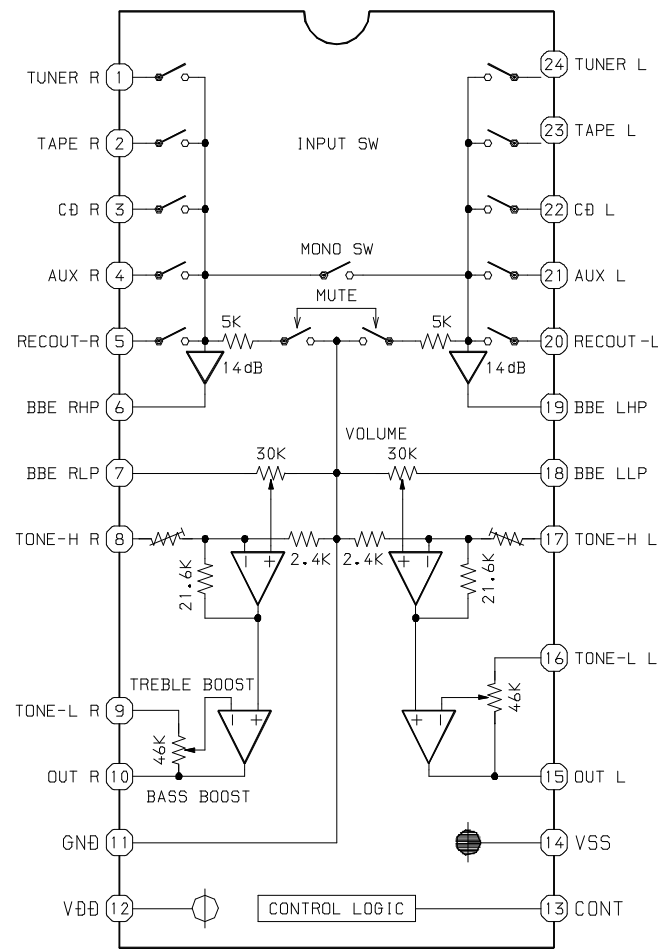 TUNER R 1 24 TUNER L
TAPE R 2 INPUT SW 23 TAPE L
CD R 3 22 CD L
MONO SW
AUX R 4 21 AUX L
MUTE
5K 5K
RECOUT-R 5 20 RECOUT-L
14dB 14dB
BBE RHP 6 19 BBE LHP
VOLUME
30K 30K
BBE RLP 7 18 BBE LLP
TONE-H R 8 17 TONE-H L
− + + −
2.4K 2.4K
21.6K 21.6K
16 TONE-L L
TREBLE BOOST
46K
TONE-L R 9
− + + −
46K
OUT R 10 15 OUT L
BASS BOOST
GND 11 14 VSS
VDD 12 CONTROL LOGIC 13 CONT